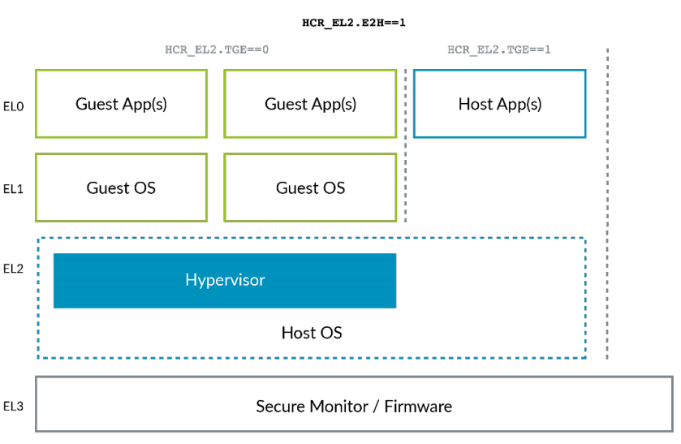 HCR_EL2.E2H==1
HCR_EL2.TGE==0 HCR_EL2.TGE==1
EL0 Guest App(s) Guest App(s) Host App(s)
EL1 Guest OS Guest OS
EL2 Hypervisor
Host OS
EL3 Secure Monitor / Firmware